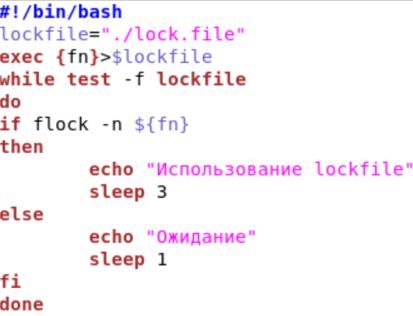 #!/bin/bash
lockfile="./lock.file"
exec {fn}>$lockfile
while test -f lockfile
do
if flock -n ${fn}
then
        echo "Использование lockfile"
        sleep 3
else
        echo "Ожидание"
        sleep 1
fi
done